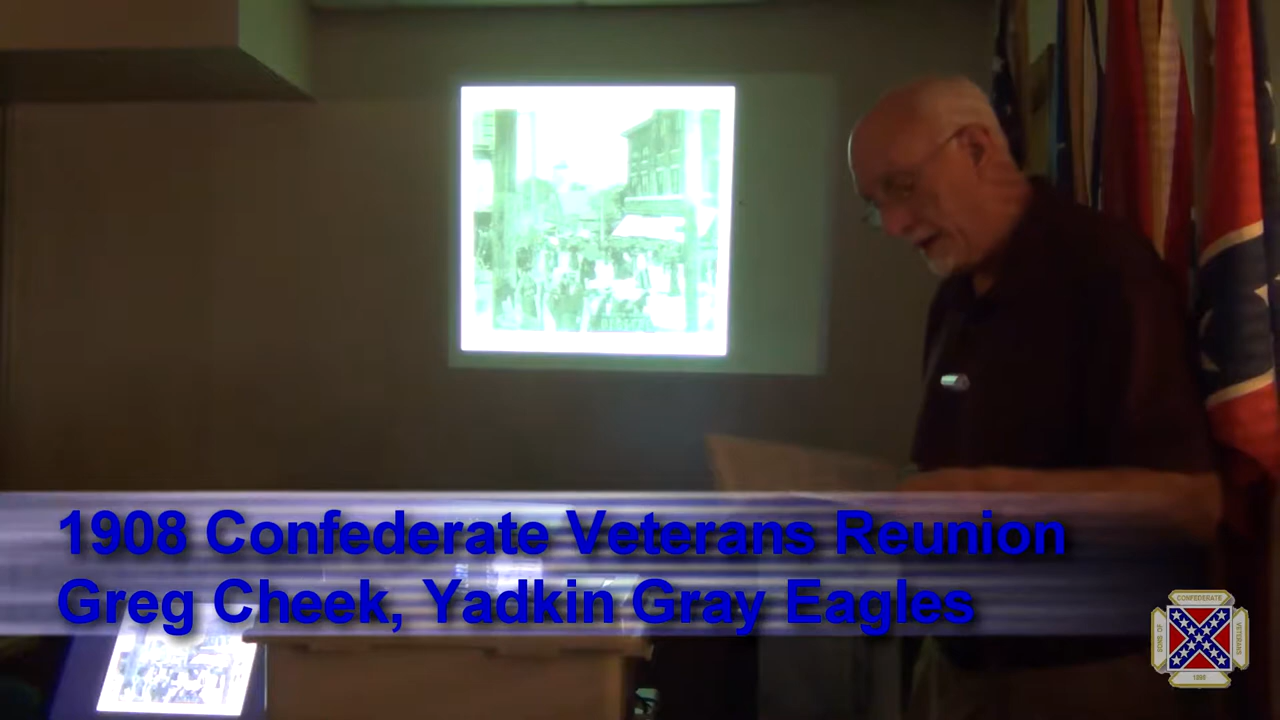 1908 Confederate Veterans Reunion
Greg Cheek, Yadkin Gray Eagles
SONS OF
CONFEDERATE
VETERANS
1896